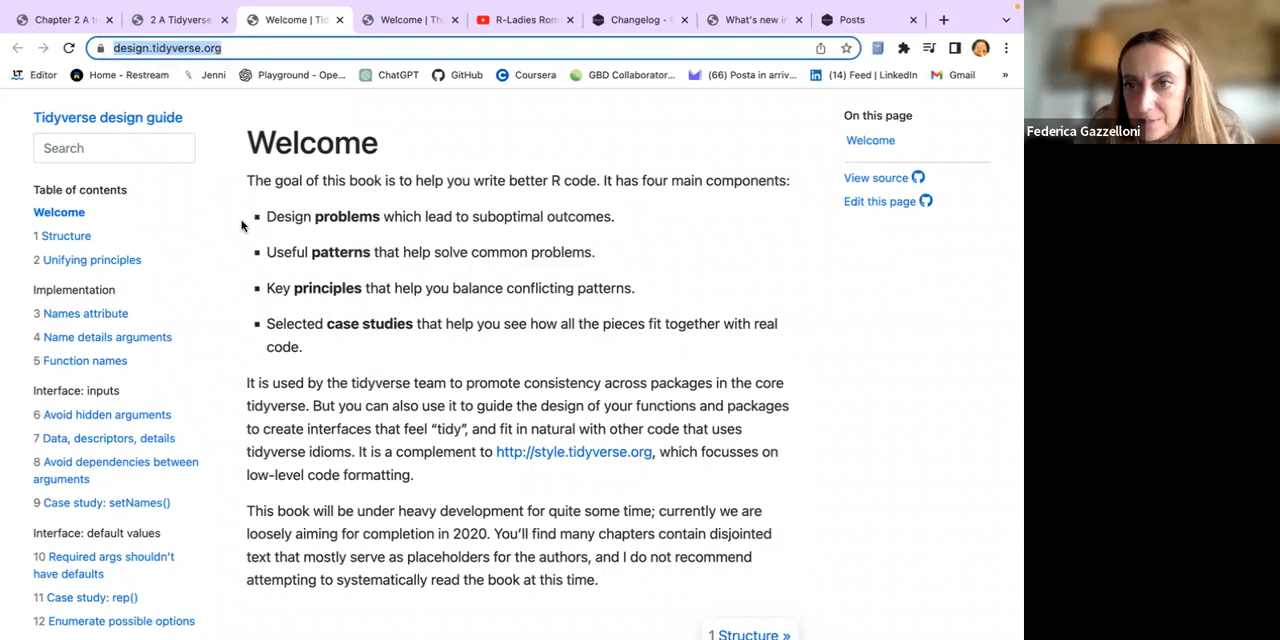 Chapter 2 A ti
2 A Tidyverse
Welcome | Tid
Welcome | Th
R-Ladies Rom
Changelog ·
What's new in
Posts
design.tidyverse.org
Editor
Home - Restream
Jenni
Playground - Ope...
ChatGPT
GitHub
Coursera
GBD Collaborator...
(66) Posta in arriv...
(14) Feed | LinkedIn
Gmail
»
Tidyverse design guide
Search
Table of contents
Welcome
1 Structure
2 Unifying principles
Implementation
3 Names attribute
4 Name details arguments
5 Function names
Interface: inputs
6 Avoid hidden arguments
7 Data, descriptors, details
8 Avoid dependencies between
arguments
9 Case study: setNames()
Interface: default values
10 Required args shouldn't
have defaults
11 Case study: rep()
12 Enumerate possible options
Welcome
The goal of this book is to help you write better R code. It has four main components:
▪ Design problems which lead to suboptimal outcomes.
▪ Useful patterns that help solve common problems.
▪ Key principles that help you balance conflicting patterns.
▪ Selected case studies that help you see how all the pieces fit together with real
code.
It is used by the tidyverse team to promote consistency across packages in the core
tidyverse. But you can also use it to guide the design of your functions and packages
to create interfaces that feel “tidy”, and fit in natural with other code that uses
tidyverse idioms. It is a complement to http://style.tidyverse.org, which focusses on
low-level code formatting.
This book will be under heavy development for quite some time; currently we are
loosely aiming for completion in 2020. You’ll find many chapters contain disjointed
text that mostly serve as placeholders for the authors, and I do not recommend
attempting to systematically read the book at this time.
1 Structure »
On this page
Welcome
View source
Edit this page
Federica Gazzelloni